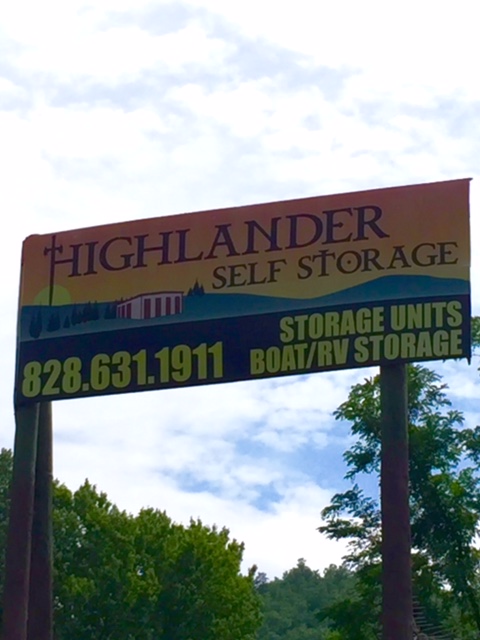 HIGHLANDER
SELF STORAGE
828.631.1911
STORAGE UNITS
BOAT/RV STORAGE